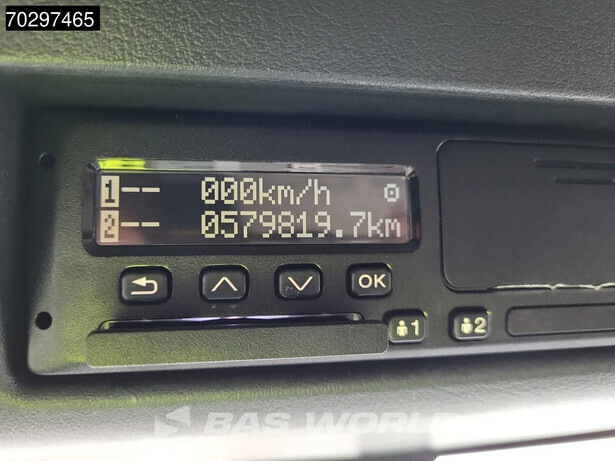 70297465
1-- 000km/h
2-- 0579819.7km
OK
1
2
BAS WORLD